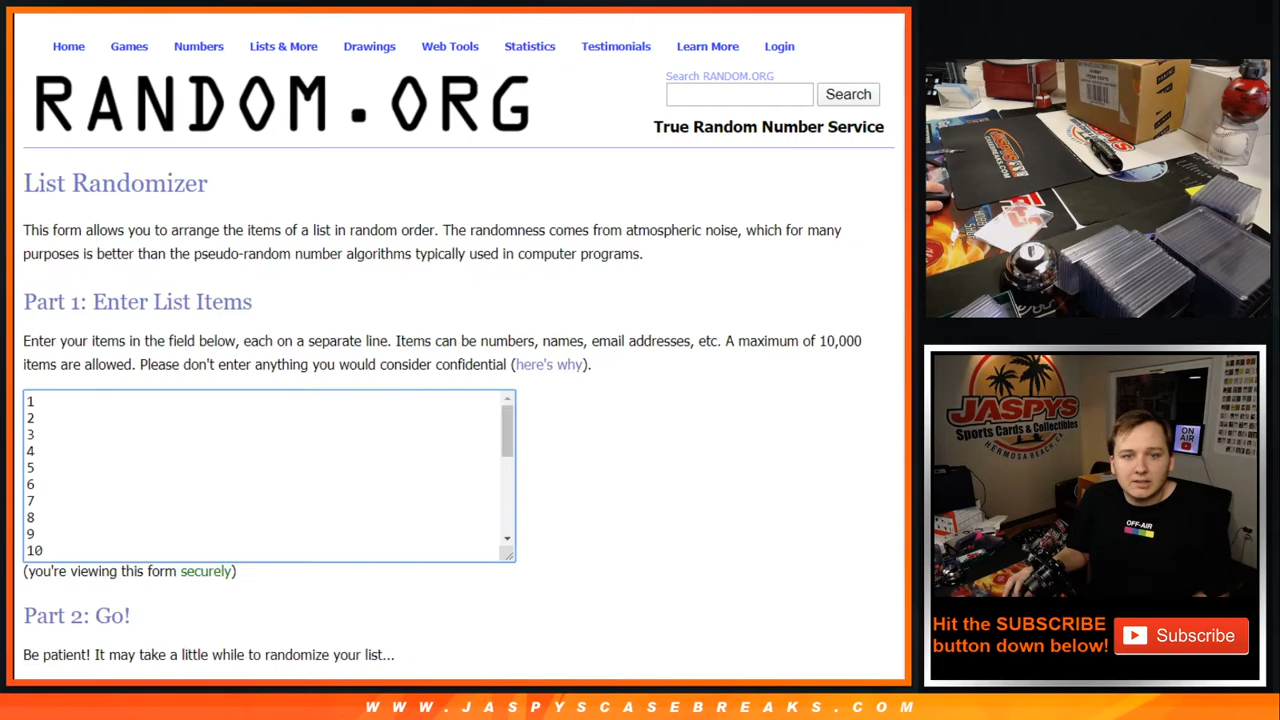 Home Games Numbers Lists & More Drawings Web Tools Statistics Testimonials Learn More Login
RANDOM.ORG
Search RANDOM.ORG
Search
True Random Number Service
List Randomizer
This form allows you to arrange the items of a list in random order. The randomness comes from atmospheric noise, which for many
purposes is better than the pseudo-random number algorithms typically used in computer programs.
Part 1: Enter List Items
Enter your items in the field below, each on a separate line. Items can be numbers, names, email addresses, etc. A maximum of 10,000
items are allowed. Please don't enter anything you would consider confidential (here's why).
1
2
3
4
5
6
7
8
9
10
(you're viewing this form securely)
Part 2: Go!
Be patient! It may take a little while to randomize your list...
JASPYS
Sports Cards & Collectibles
HERMOSA BEACH, CA
ON
AIR
OFF-AIR
Hit the SUBSCRIBE
button down below!
Subscribe
WWW.JASPYSCASEBREAKS.COM